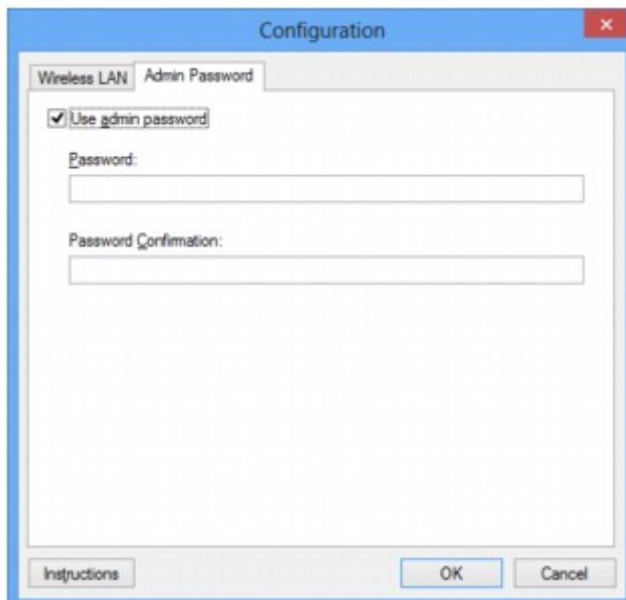 Configuration
Wireless LAN Admin Password
Use admin password
Password:
Password Confirmation:
Instructions OK Cancel